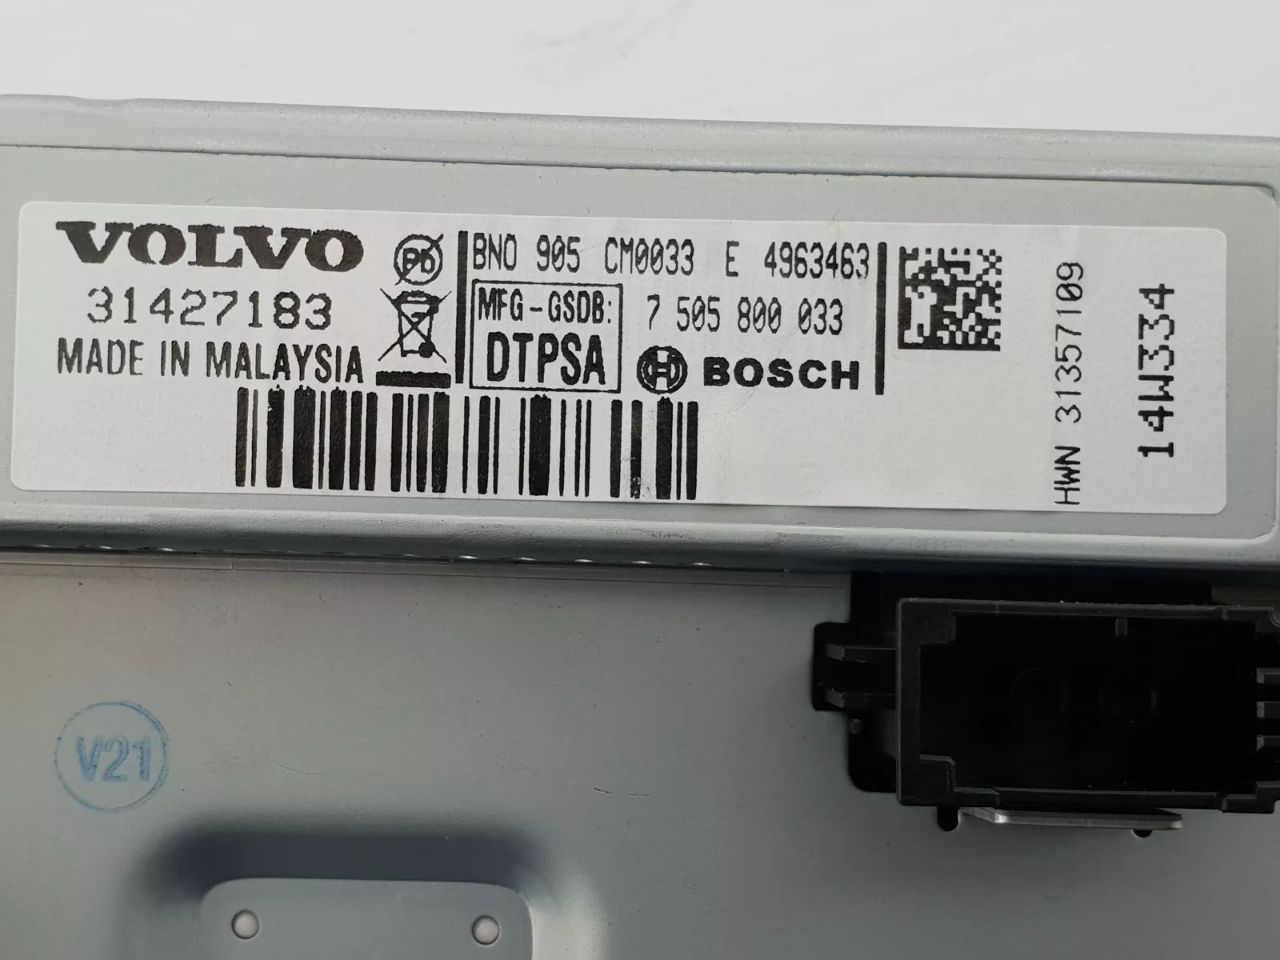 VOLVO
31427183
MADE IN MALAYSIA
Pb
BNO 905 CM0033 E 4963463
MFG-GSDB:
DTPSA
7 505 800 033
BOSCH
HWN 31357109
14W334
V21